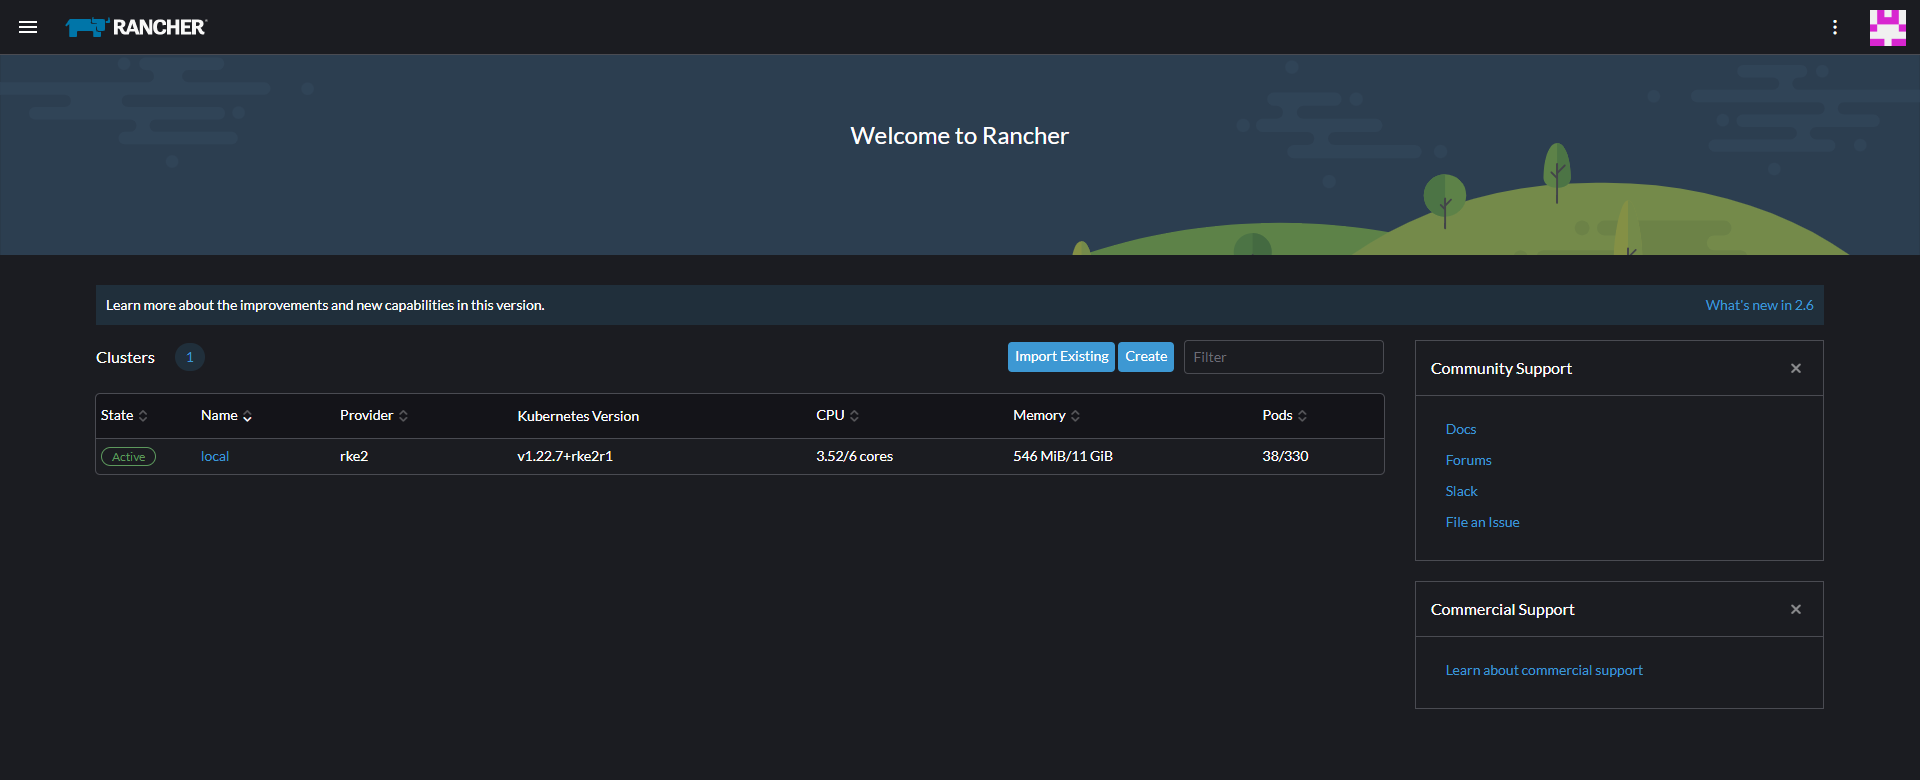 RANCHER
Welcome to Rancher
Learn more about the improvements and new capabilities in this version.
What's new in 2.6
Clusters 1
Import Existing Create Filter
State Name Provider Kubernetes Version CPU Memory Pods
Active local rke2 v1.22.7+rke2r1 3.52/6 cores 546 MiB/11 GiB 38/330
Community Support
Docs
Forums
Slack
File an Issue
Commercial Support
Learn about commercial support